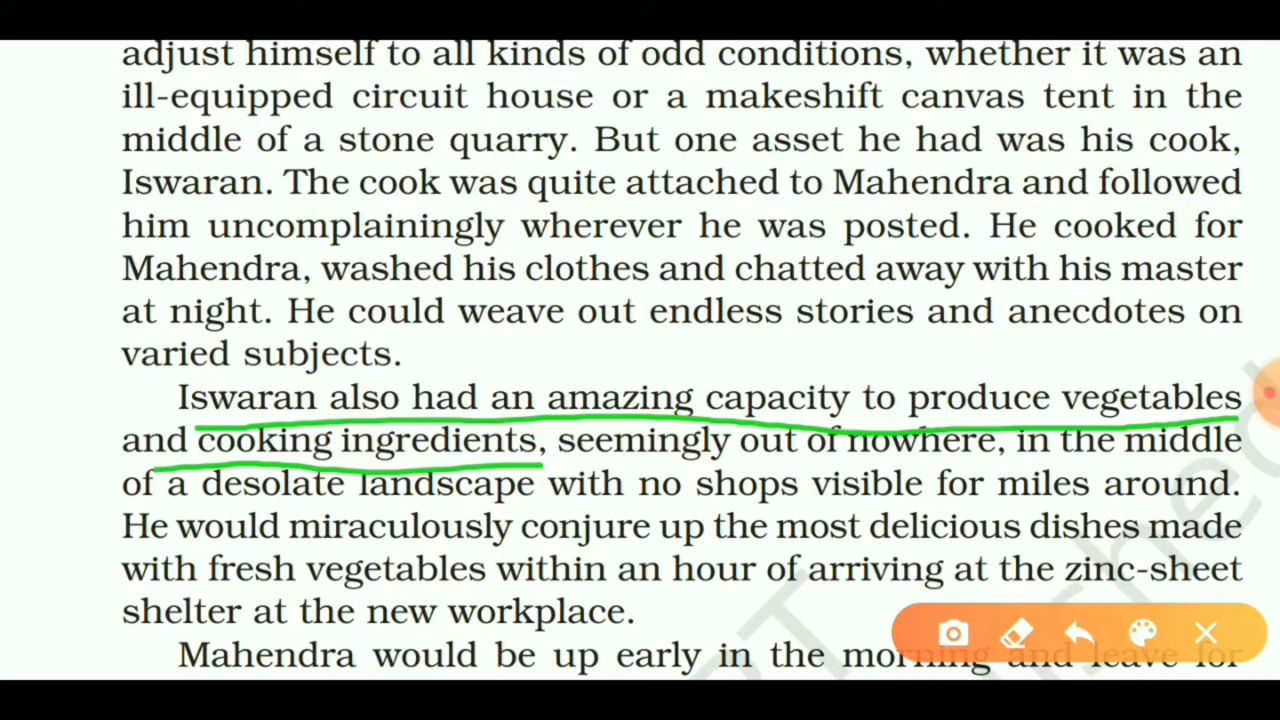 adjust himself to all kinds of odd conditions, whether it was an
ill-equipped circuit house or a makeshift canvas tent in the
middle of a stone quarry. But one asset he had was his cook,
Iswaran. The cook was quite attached to Mahendra and followed
him uncomplainingly wherever he was posted. He cooked for
Mahendra, washed his clothes and chatted away with his master
at night. He could weave out endless stories and anecdotes on
varied subjects.
Iswaran also had an amazing capacity to produce vegetables
and cooking ingredients, seemingly out of nowhere, in the middle
of a desolate landscape with no shops visible for miles around.
He would miraculously conjure up the most delicious dishes made
with fresh vegetables within an hour of arriving at the zinc-sheet
shelter at the new workplace.
Mahendra would be up early in the morning and leave for